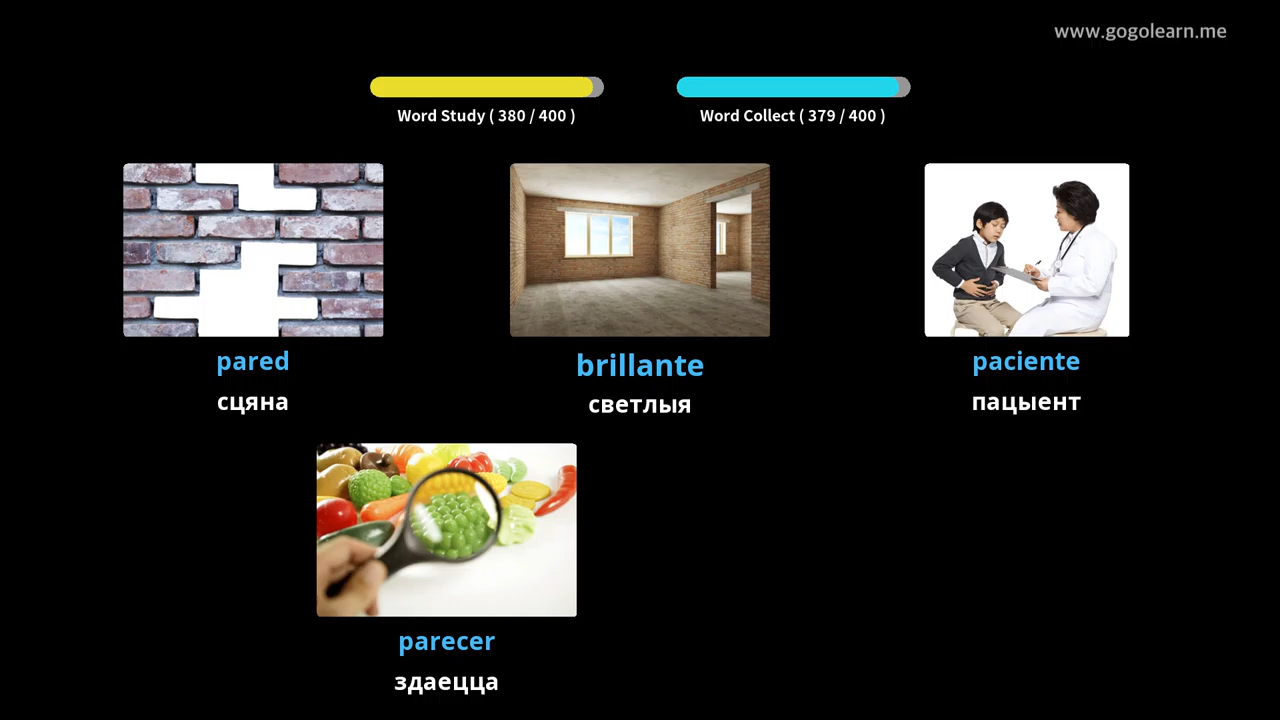 www.gogolearn.me
Word Study ( 380 / 400 )
Word Collect ( 379 / 400 )
pared
brillante
paciente
сцяна
светлыя
пацыент
parecer
здаецца